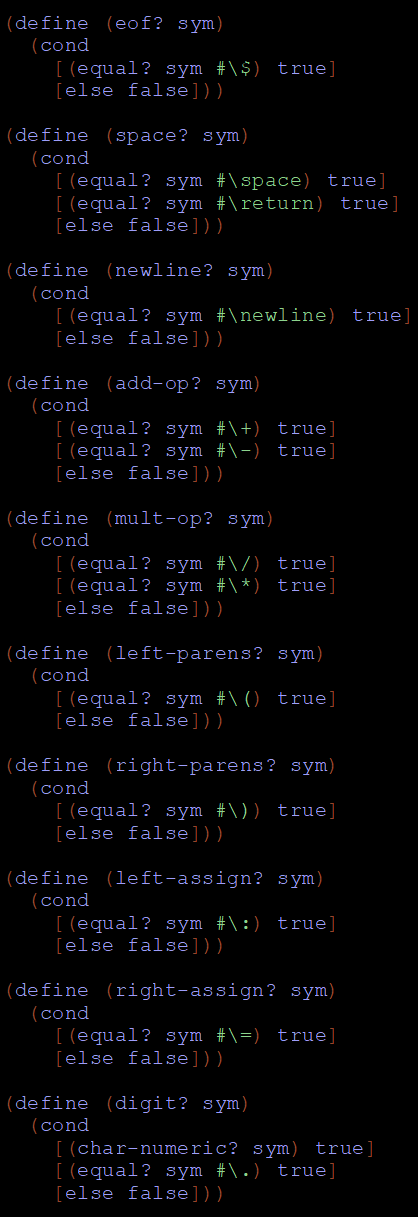 (define (eof? sym)
  (cond
    [(equal? sym #\$) true]
    [else false]))

(define (space? sym)
  (cond
    [(equal? sym #\space) true]
    [(equal? sym #\return) true]
    [else false]))

(define (newline? sym)
  (cond
    [(equal? sym #\newline) true]
    [else false]))

(define (add-op? sym)
  (cond
    [(equal? sym #\+) true]
    [(equal? sym #\-) true]
    [else false]))

(define (mult-op? sym)
  (cond
    [(equal? sym #\/) true]
    [(equal? sym #\*) true]
    [else false]))

(define (left-parens? sym)
  (cond
    [(equal? sym #\() true]
    [else false]))

(define (right-parens? sym)
  (cond
    [(equal? sym #\)) true]
    [else false]))

(define (left-assign? sym)
  (cond
    [(equal? sym #\:) true]
    [else false]))

(define (right-assign? sym)
  (cond
    [(equal? sym #\=) true]
    [else false]))

(define (digit? sym)
  (cond
    [(char-numeric? sym) true]
    [(equal? sym #\.) true]
    [else false]))